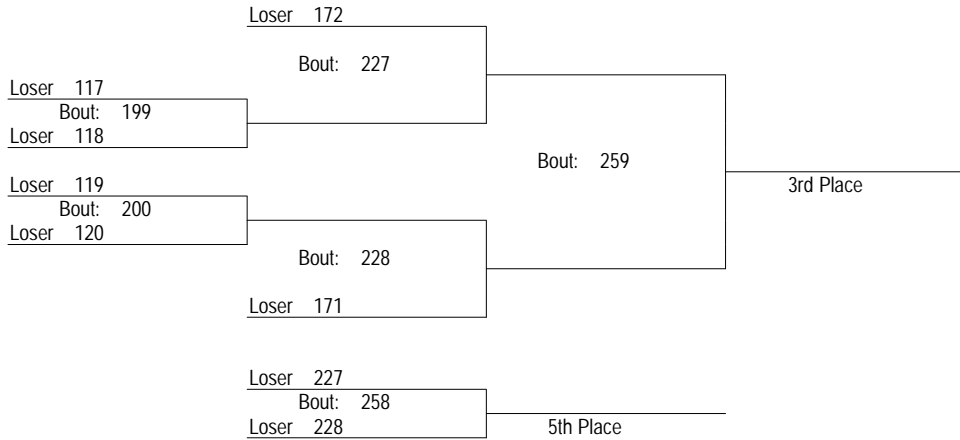 Loser 172
Bout: 227
Loser 117
Bout: 199
Loser 118
Bout: 259
Loser 119
3rd Place
Bout: 200
Loser 120
Bout: 228
Loser 171
Loser 227
Bout: 258
Loser 228
5th Place